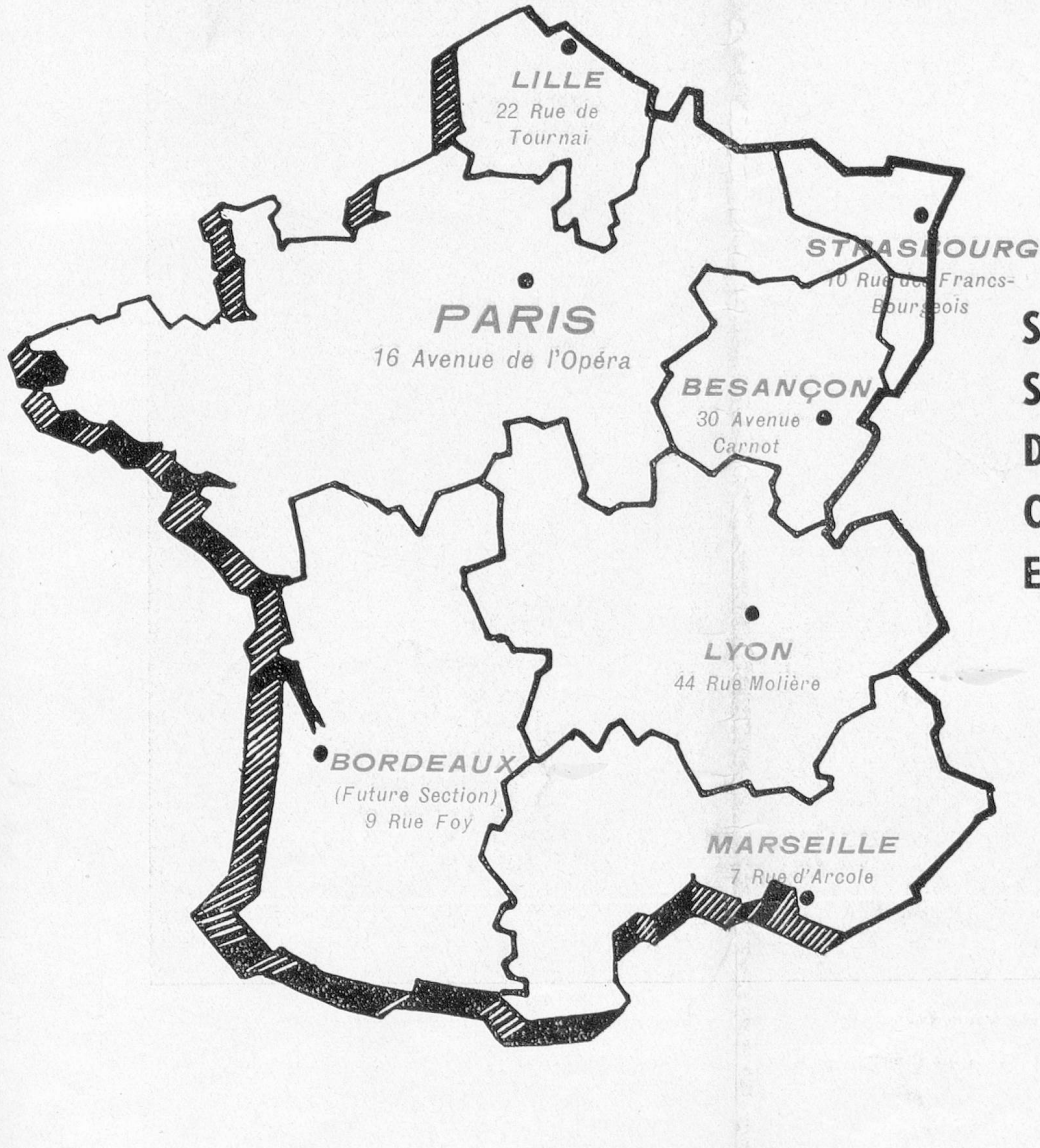 LILLE
22 Rue de
Tournai
STRASBOURG
10 Rue des Francs-
Bourgeois
PARIS
16 Avenue de l'Opéra
BESANÇON
30 Avenue
Carnot
S
S
D
O
E
LYON
44 Rue Molière
BORDEAUX
(Future Section)
9 Rue Foy
MARSEILLE
7 Rue d'Arcole